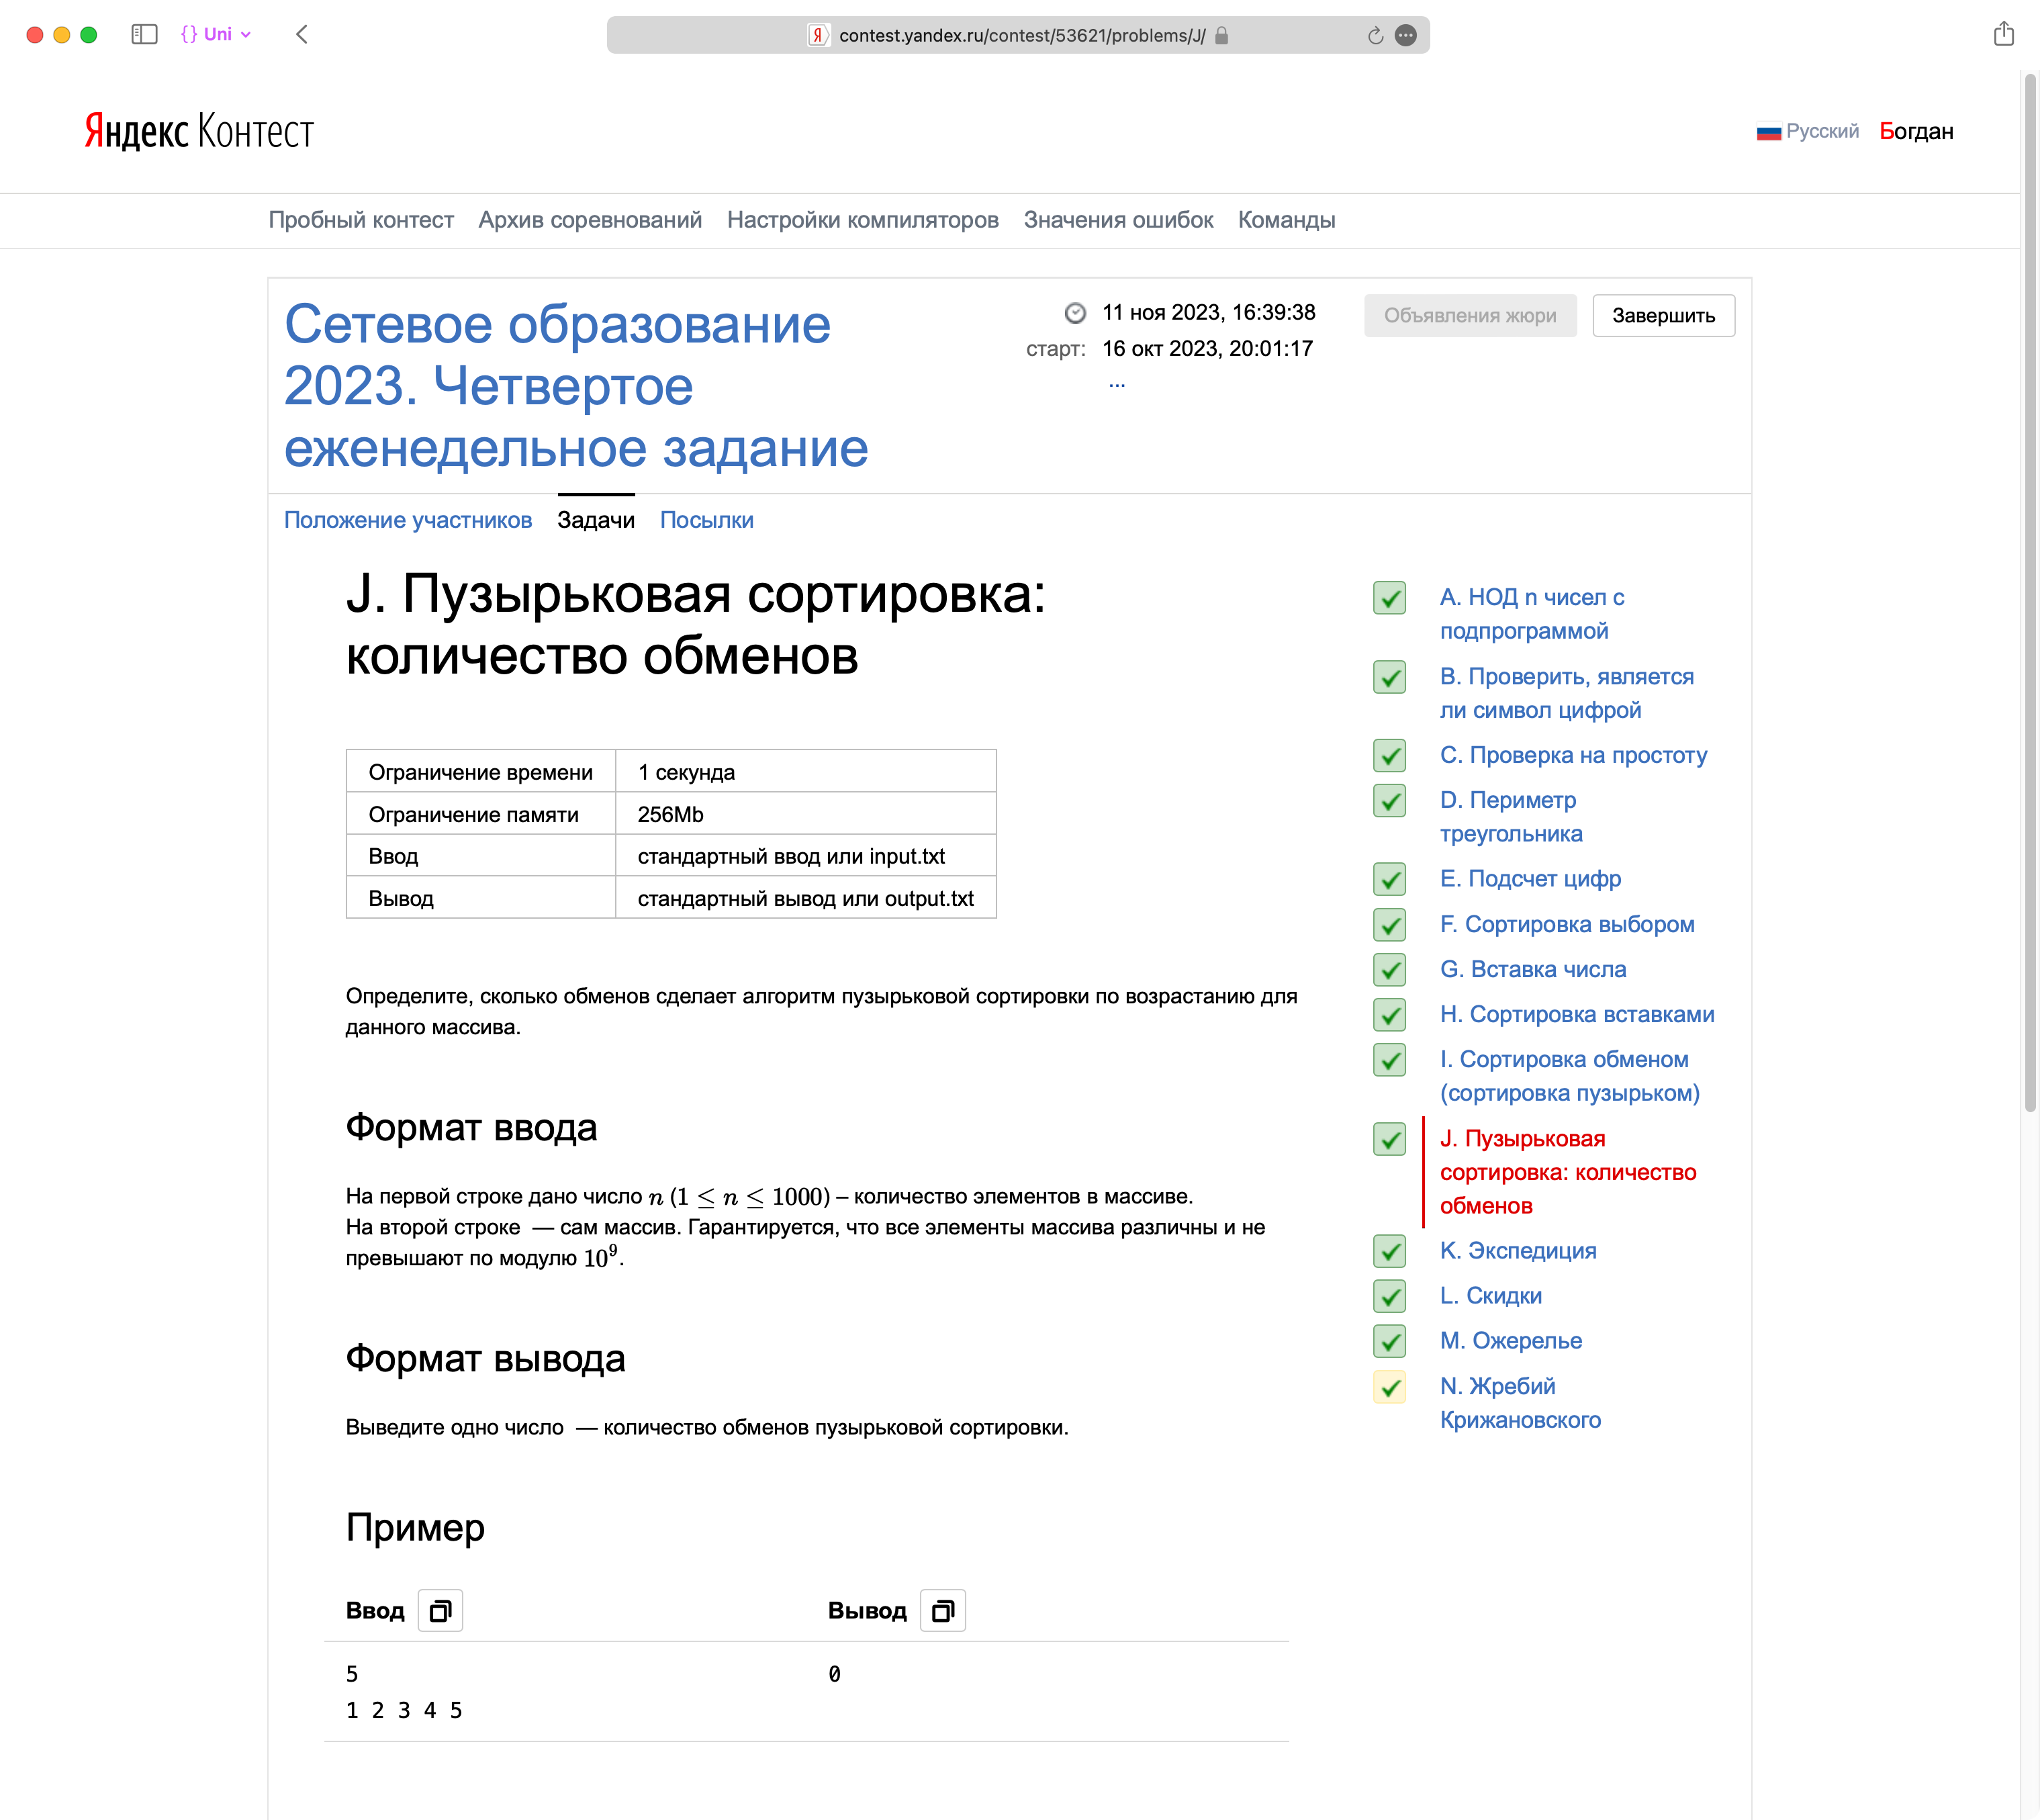 {} Uni
contest.yandex.ru/contest/53621/problems/J/
Яндекс Контест
Русский Богдан
Пробный контест Архив соревнований Настройки компиляторов Значения ошибок Команды
Сетевое образование
2023. Четвертое
еженедельное задание
11 ноя 2023, 16:39:38
старт: 16 окт 2023, 20:01:17
...
Объявления жюри
Завершить
Положение участников Задачи Посылки
J. Пузырьковая сортировка:
количество обменов
Ограничение времени 1 секунда
Ограничение памяти 256Mb
Ввод стандартный ввод или input.txt
Вывод стандартный вывод или output.txt
Определите, сколько обменов сделает алгоритм пузырьковой сортировки по возрастанию для
данного массива.
Формат ввода
На первой строке дано число n (1 ≤ n ≤ 1000) – количество элементов в массиве.
На второй строке — сам массив. Гарантируется, что все элементы массива различны и не
превышают по модулю 10⁹.
Формат вывода
Выведите одно число — количество обменов пузырьковой сортировки.
Пример
Ввод Вывод
5 0
1 2 3 4 5
A. НОД n чисел с
подпрограммой
B. Проверить, является
ли символ цифрой
C. Проверка на простоту
D. Периметр
треугольника
E. Подсчет цифр
F. Сортировка выбором
G. Вставка числа
H. Сортировка вставками
I. Сортировка обменом
(сортировка пузырьком)
J. Пузырьковая
сортировка: количество
обменов
K. Экспедиция
L. Скидки
M. Ожерелье
N. Жребий
Крижановского